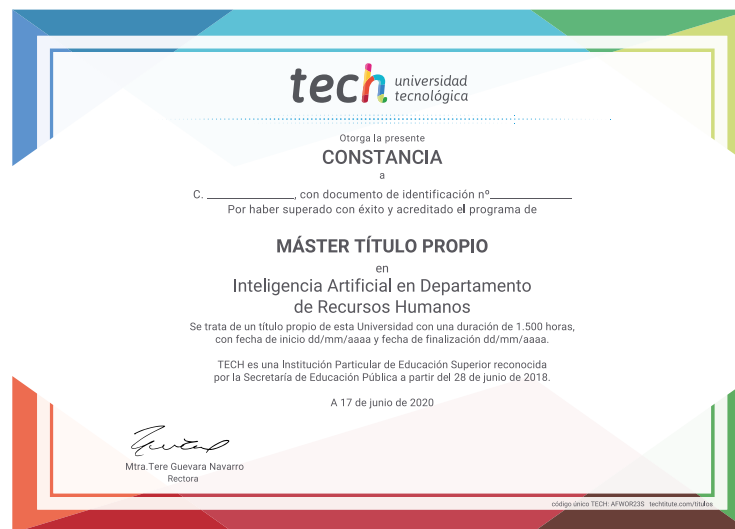 tech universidad
tecnológica
Otorga la presente
CONSTANCIA
a
C. ________________, con documento de identificación nº______________
Por haber superado con éxito y acreditado el programa de
MÁSTER TÍTULO PROPIO
en
Inteligencia Artificial en Departamento
de Recursos Humanos
Se trata de un título propio de esta Universidad con una duración de 1.500 horas,
con fecha de inicio dd/mm/aaaa y fecha de finalización dd/mm/aaaa.
TECH es una Institución Particular de Educación Superior reconocida
por la Secretaría de Educación Pública a partir del 28 de junio de 2018.
A 17 de junio de 2020
Mtra.Tere Guevara Navarro
Rectora
código único TECH: AFWOR23S techtitute.com/titulos